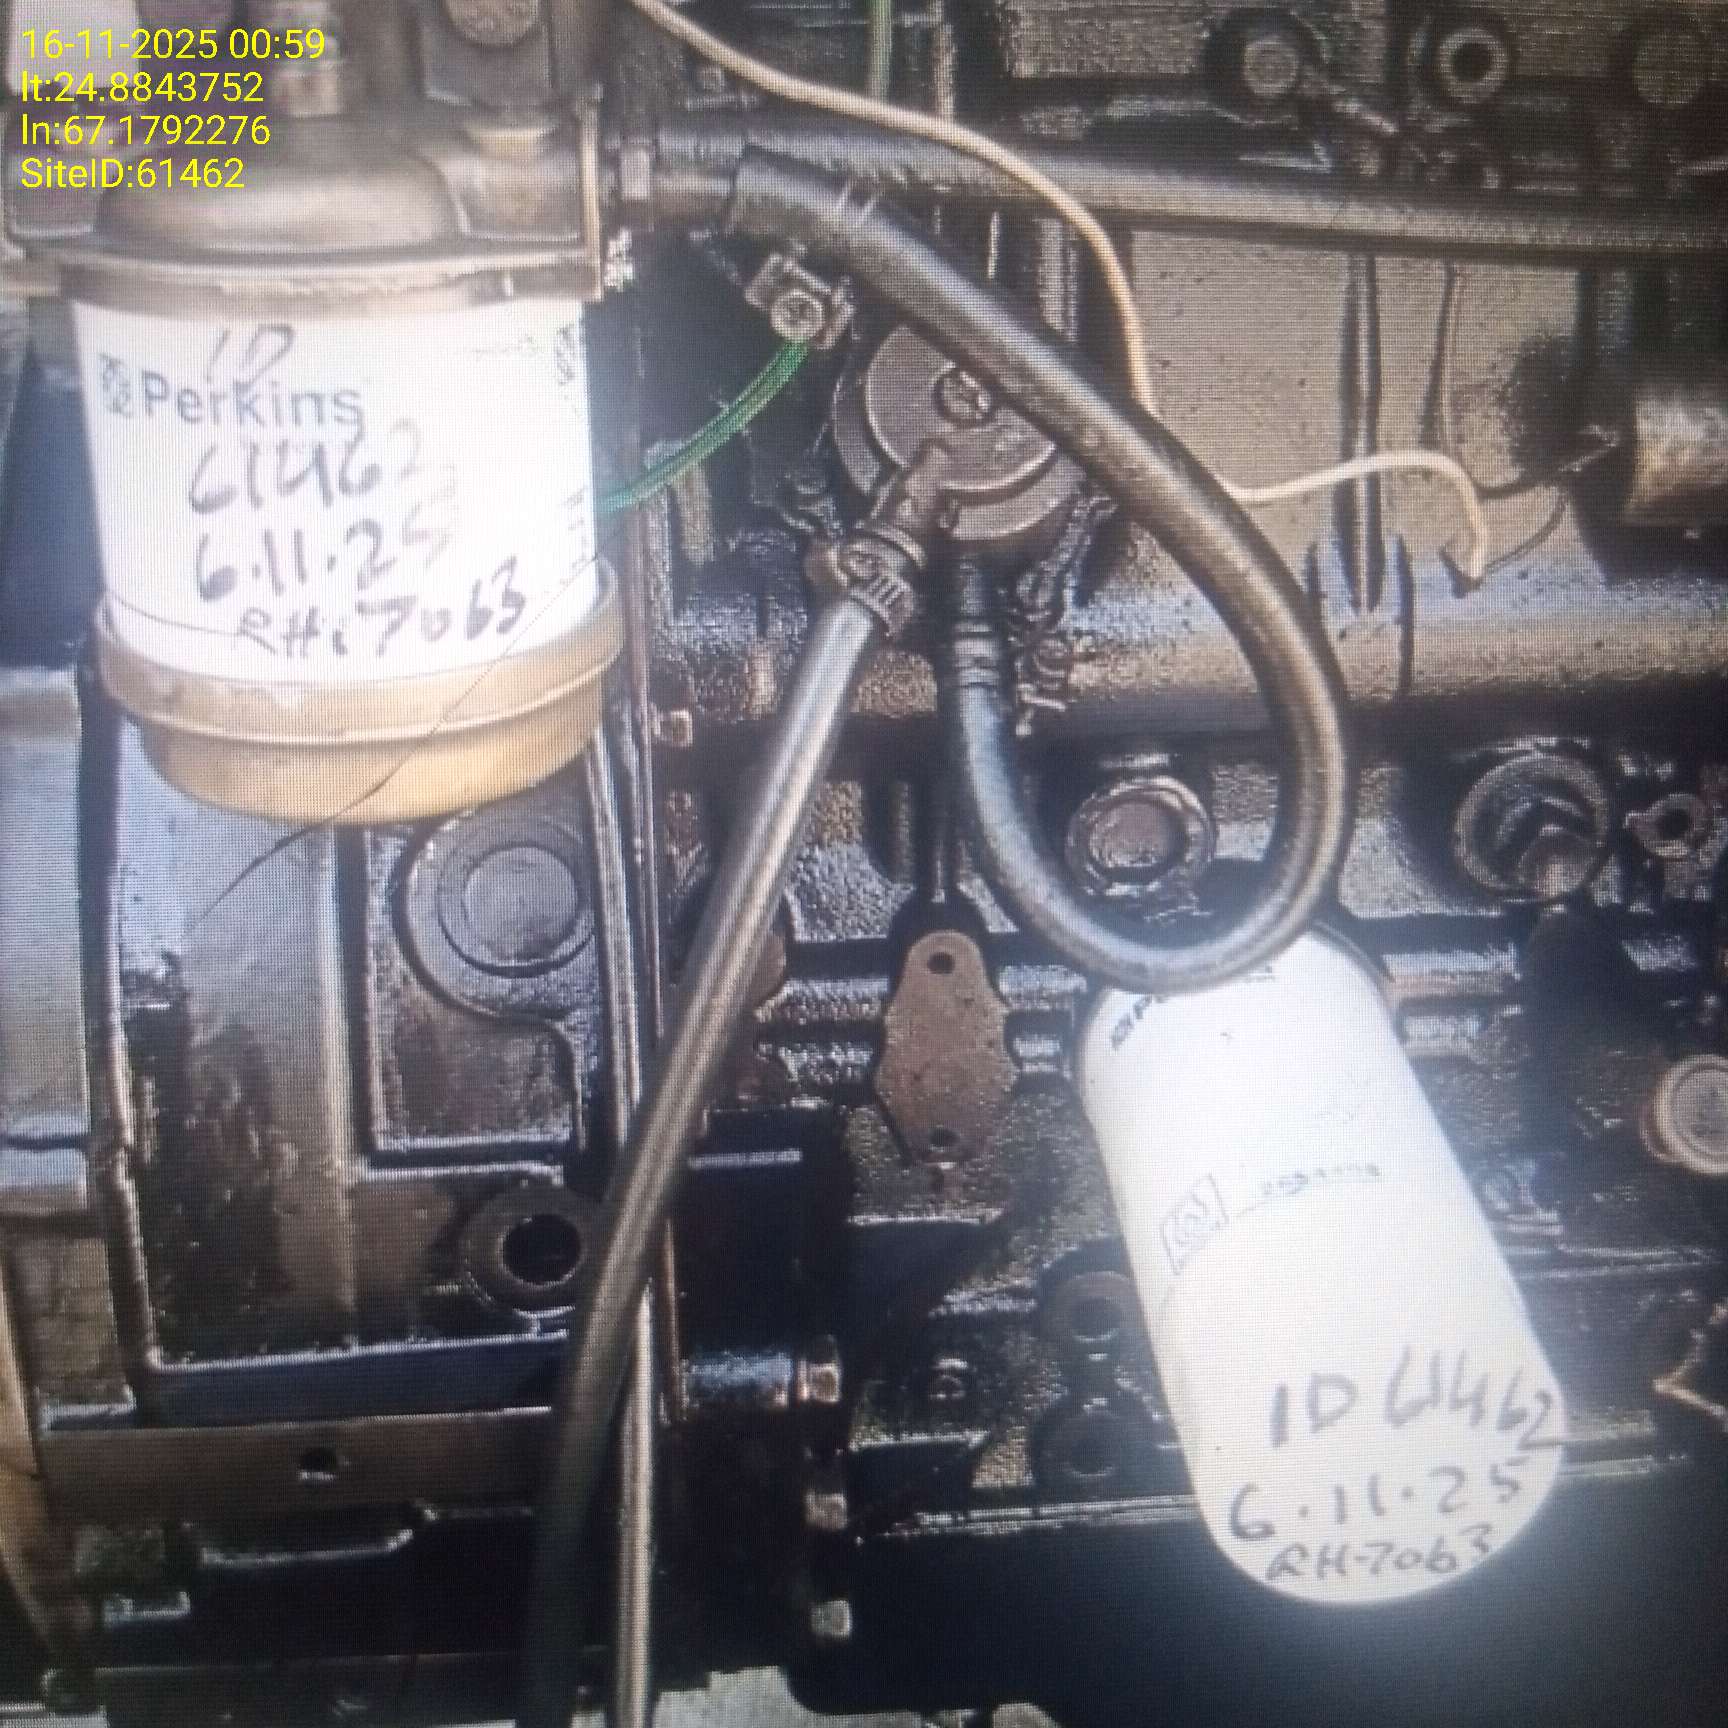 16-11-2025 00:59
lt:24.8843752
ln:67.1792276
SiteID:61462
ID
Perkins
61462
6.11.25
RH:7063
ID 61462
6.11.25
RH-7063